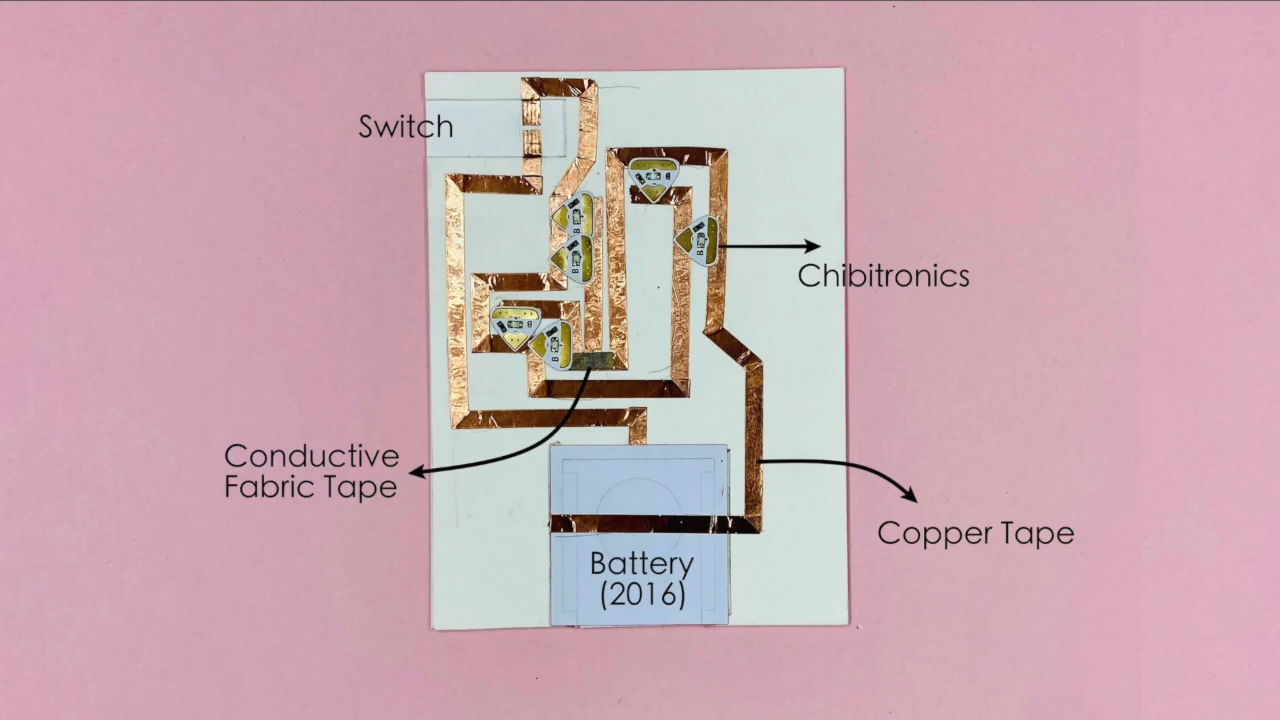 Switch
B
B
B
Chibitronics
B
B
B
Conductive
Fabric Tape
Copper Tape
Battery
(2016)